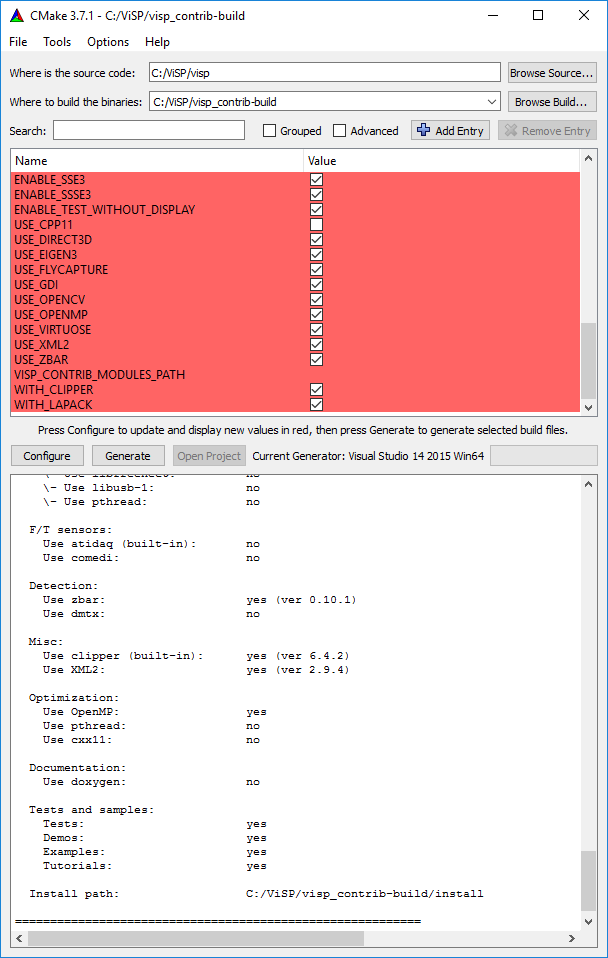 CMake 3.7.1 - C:/ViSP/visp_contrib-build
File Tools Options Help
Where is the source code: C:/ViSP/visp Browse Source...
Where to build the binaries: C:/ViSP/visp_contrib-build Browse Build...
Search: Grouped Advanced Add Entry Remove Entry
Name Value
ENABLE_SSE3
ENABLE_SSSE3
ENABLE_TEST_WITHOUT_DISPLAY
USE_CPP11
USE_DIRECT3D
USE_EIGEN3
USE_FLYCAPTURE
USE_GDI
USE_OPENCV
USE_OPENMP
USE_VIRTUOSE
USE_XML2
USE_ZBAR
VISP_CONTRIB_MODULES_PATH
WITH_CLIPPER
WITH_LAPACK
Press Configure to update and display new values in red, then press Generate to generate selected build files.
Configure Generate Open Project Current Generator: Visual Studio 14 2015 Win64
\- Use libusb-1: no
\- Use pthread: no
F/T sensors:
Use atidaq (built-in): no
Use comedi: no
Detection:
Use zbar: yes (ver 0.10.1)
Use dmtx: no
Misc:
Use clipper (built-in): yes (ver 6.4.2)
Use XML2: yes (ver 2.9.4)
Optimization:
Use OpenMP: yes
Use pthread: no
Use cxx11: no
Documentation:
Use doxygen: no
Tests and samples:
Tests: yes
Demos: yes
Examples: yes
Tutorials: yes
Install path: C:/ViSP/visp_contrib-build/install
==========================================================